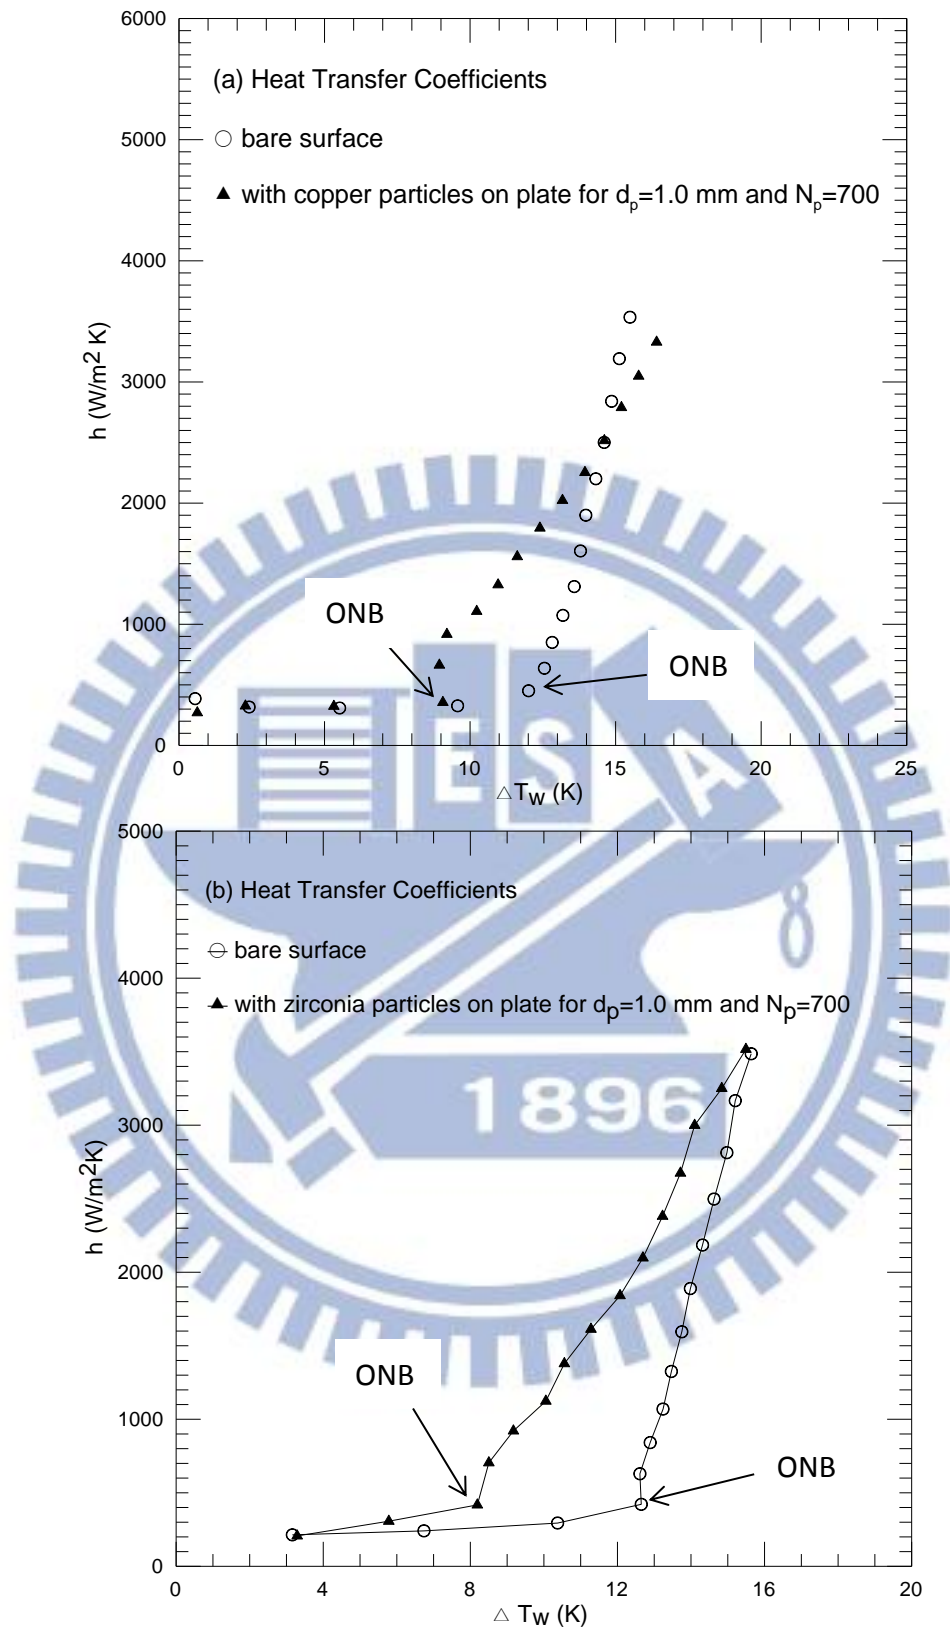 6000
(a) Heat Transfer Coefficients
5000
bare surface
with copper particles on plate for dp=1.0 mm and Np=700
4000
h (W/m2 K)
3000
2000
ONB
1000
ONB
0
0 5 10 15 20 25
△ Tw (K)
ES
A
5000
(b) Heat Transfer Coefficients
bare surface
4000
with zirconia particles on plate for dp=1.0 mm and Np=700
1896
3000
h (W/m2K)
2000
ONB
1000
ONB
0
0 4 8 12 16 20
△ Tw (K)